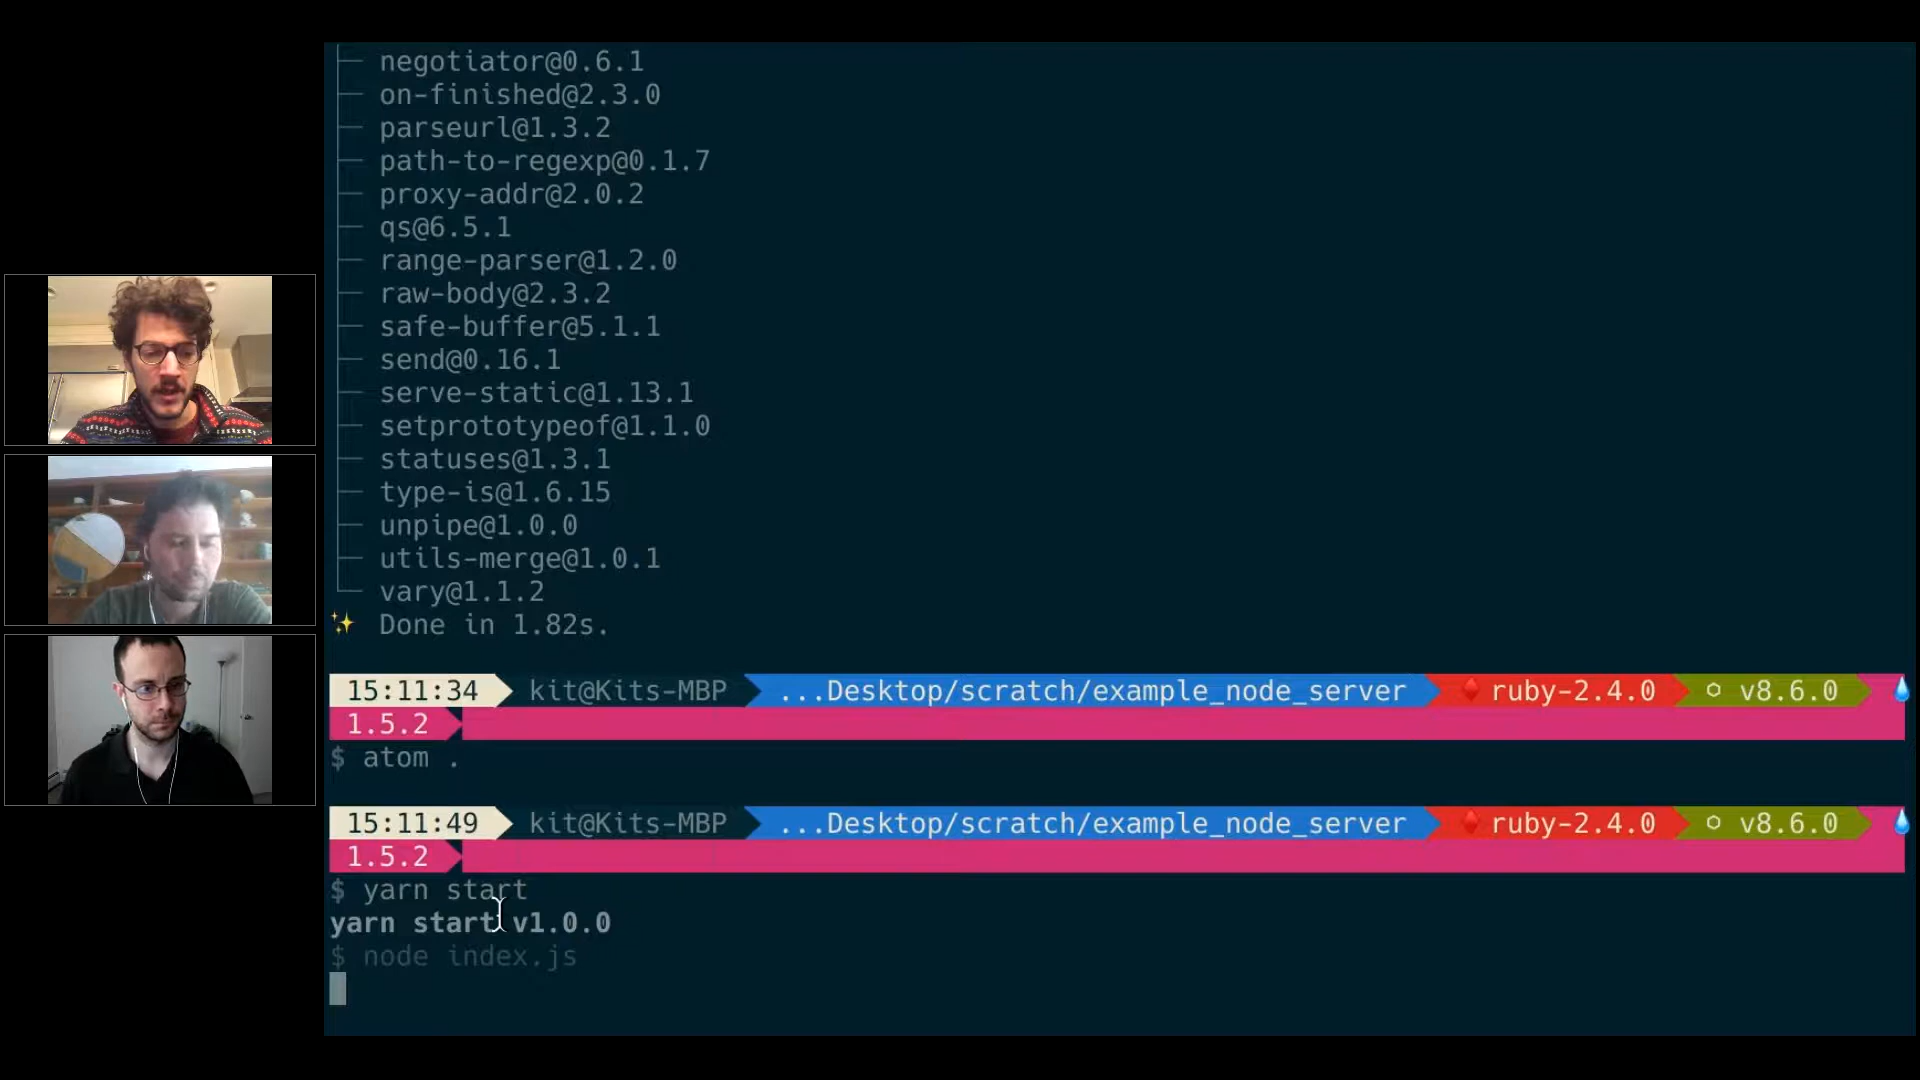 negotiator@0.6.1
on-finished@2.3.0
parseurl@1.3.2
path-to-regexp@0.1.7
proxy-addr@2.0.2
qs@6.5.1
range-parser@1.2.0
raw-body@2.3.2
safe-buffer@5.1.1
send@0.16.1
serve-static@1.13.1
setprototypeof@1.1.0
statuses@1.3.1
type-is@1.6.15
unpipe@1.0.0
utils-merge@1.0.1
vary@1.1.2
✨ Done in 1.82s.
15:11:34 kit@Kits-MBP ...Desktop/scratch/example_node_server ruby-2.4.0 v8.6.0
1.5.2
$ atom .
15:11:49 kit@Kits-MBP ...Desktop/scratch/example_node_server ruby-2.4.0 v8.6.0
1.5.2
$ yarn start
yarn start v1.0.0
$ node index.js